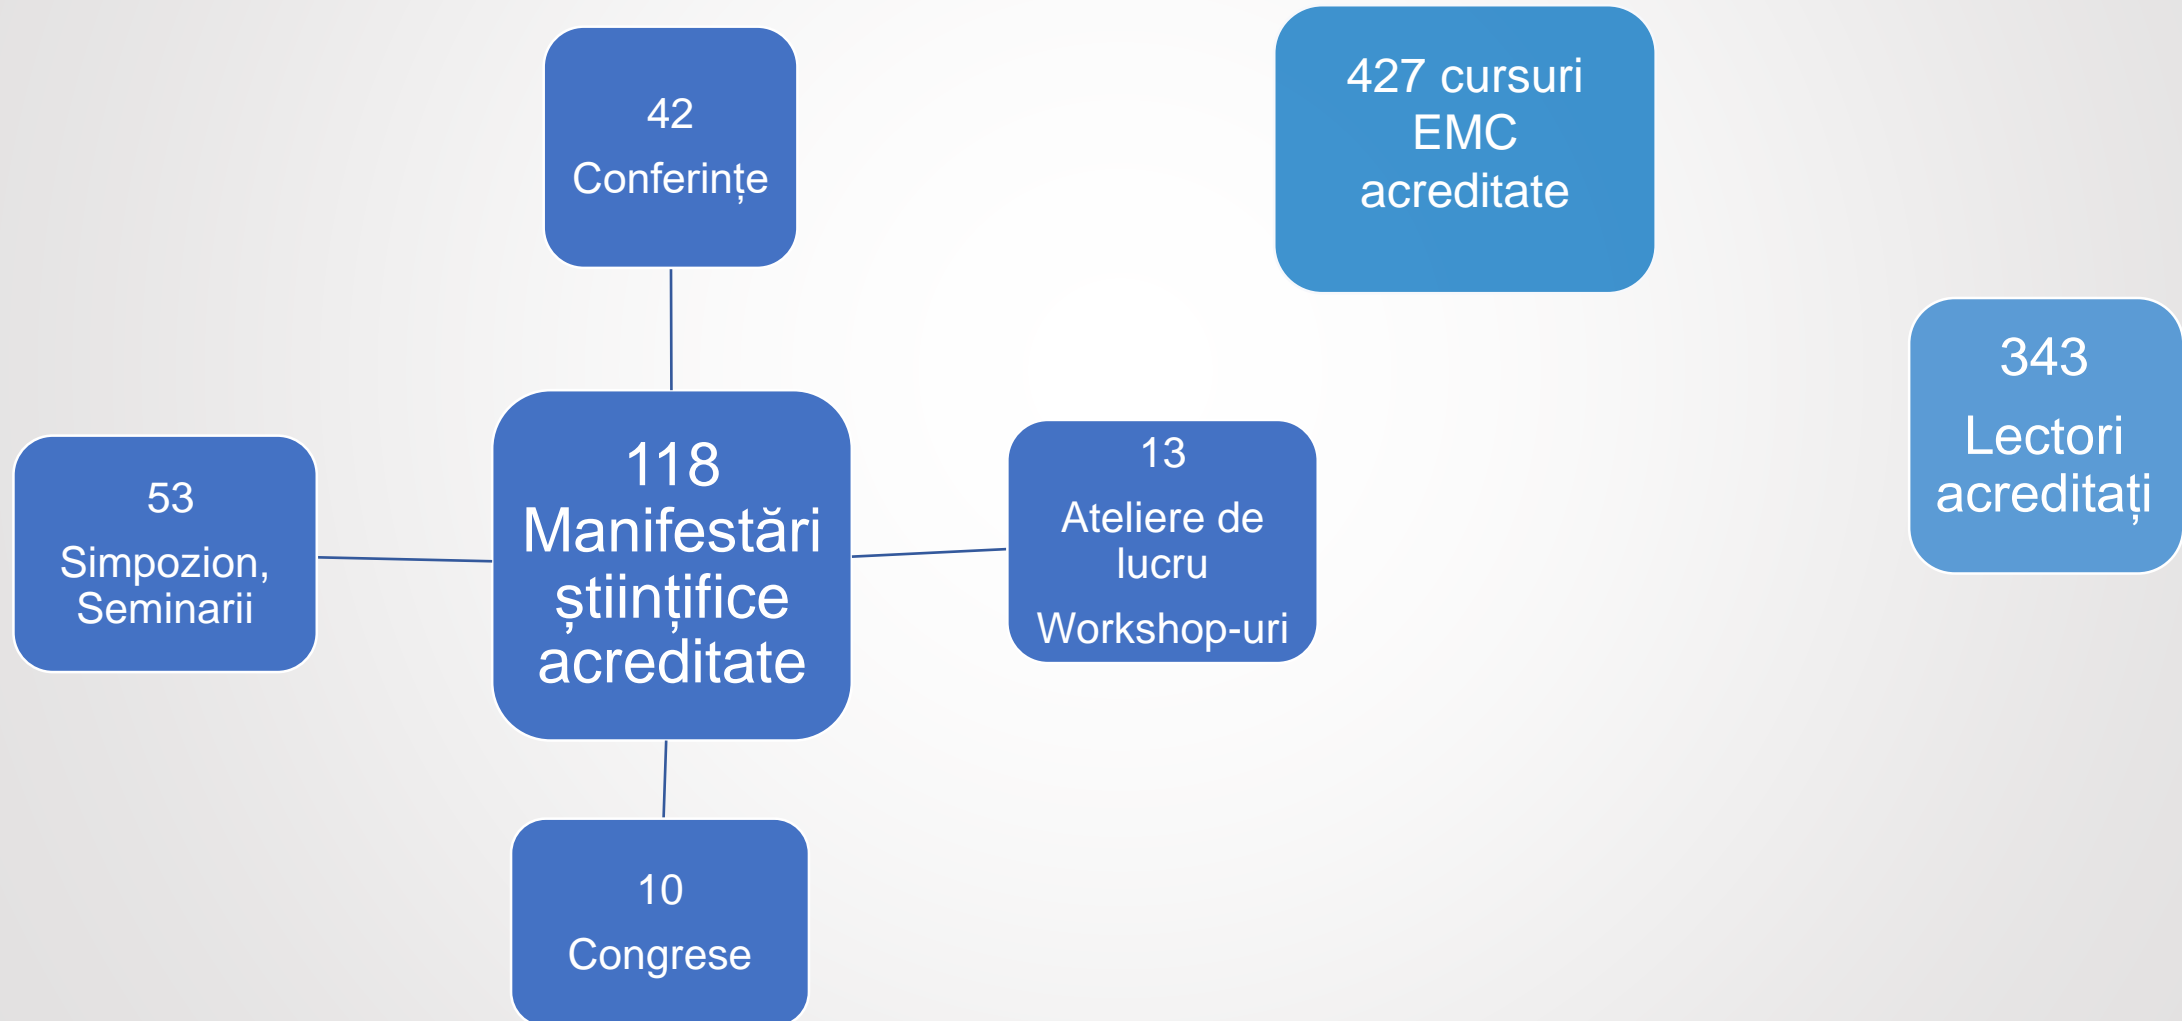 42
Conferințe
427 cursuri
EMC
acreditate
343
Lectori
acreditați
53
Simpozion,
Seminarii
118
Manifestări
științifice
acreditate
13
Ateliere de
lucru
Workshop-uri
10
Congrese